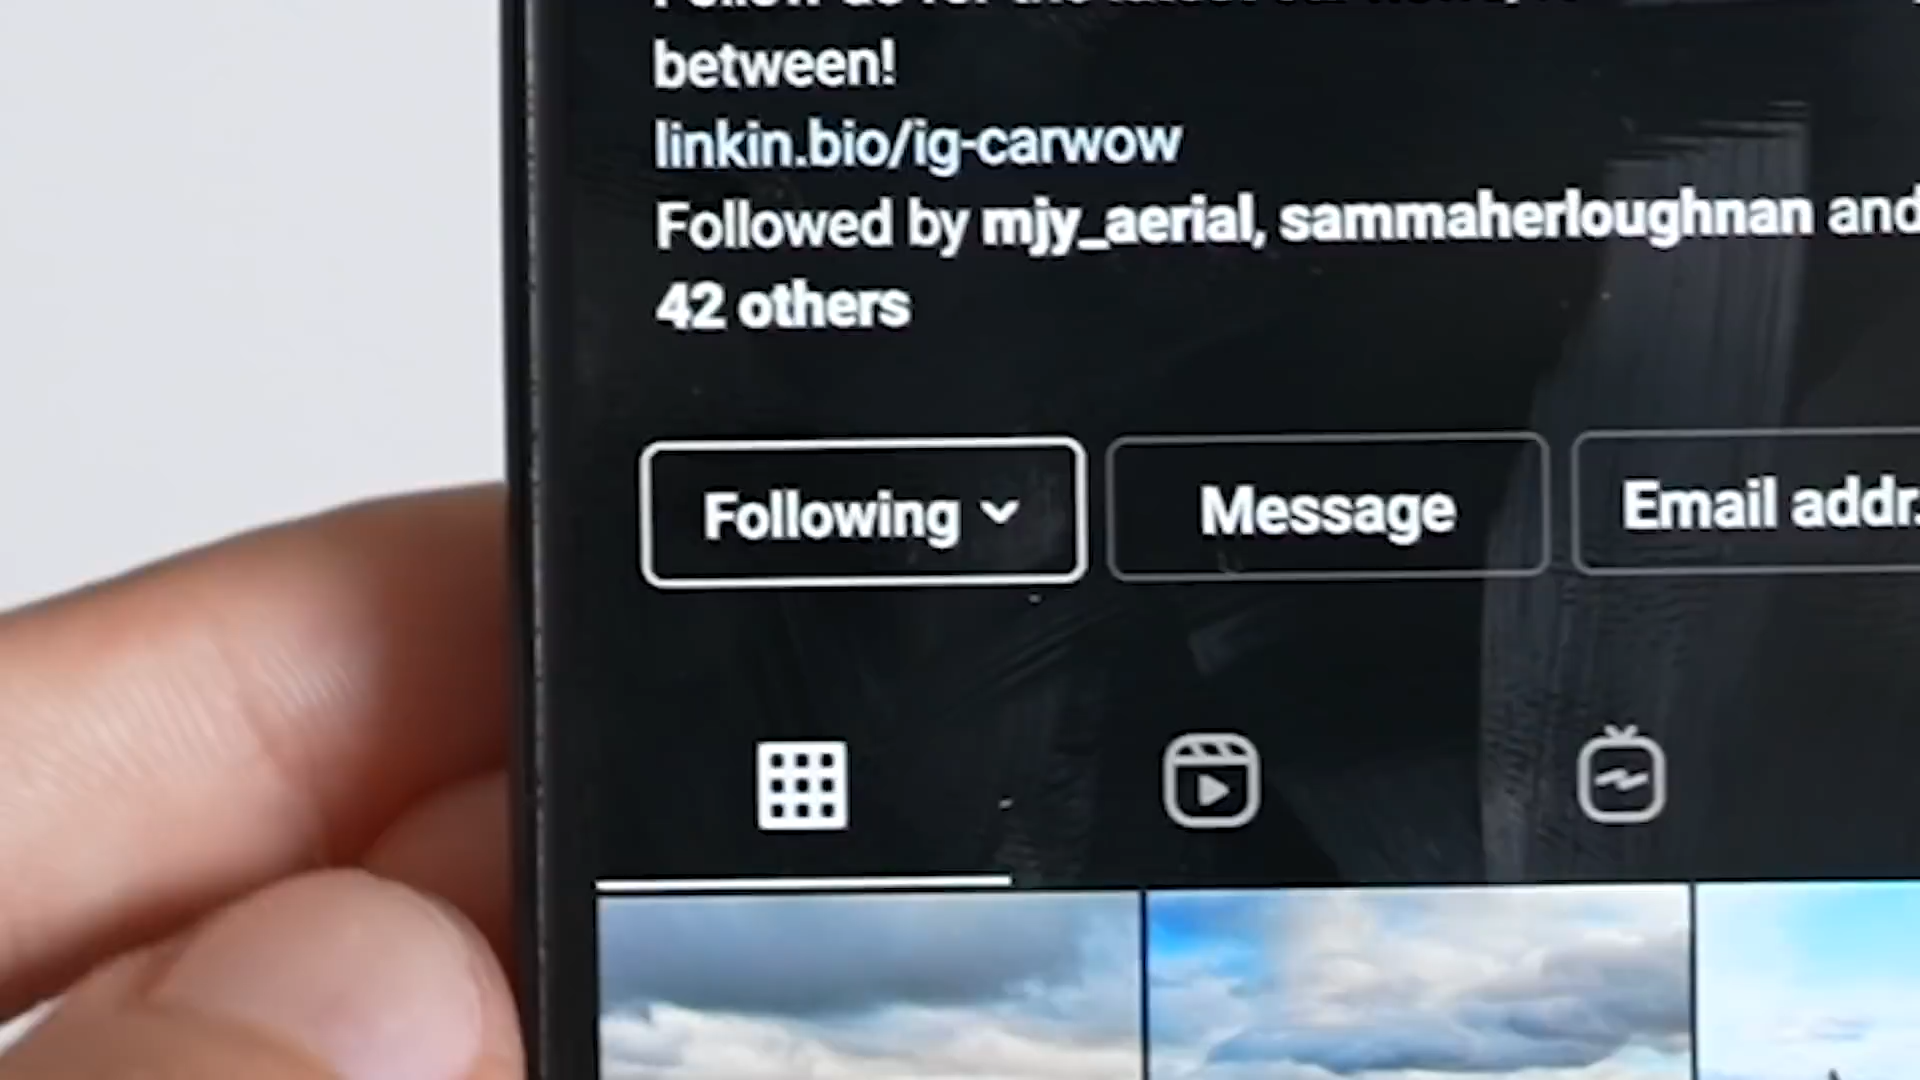 between!
linkin.bio/ig-carwow
Followed by mjy_aerial, sammaherloughnan and
42 others
Following
Message
Email addr.